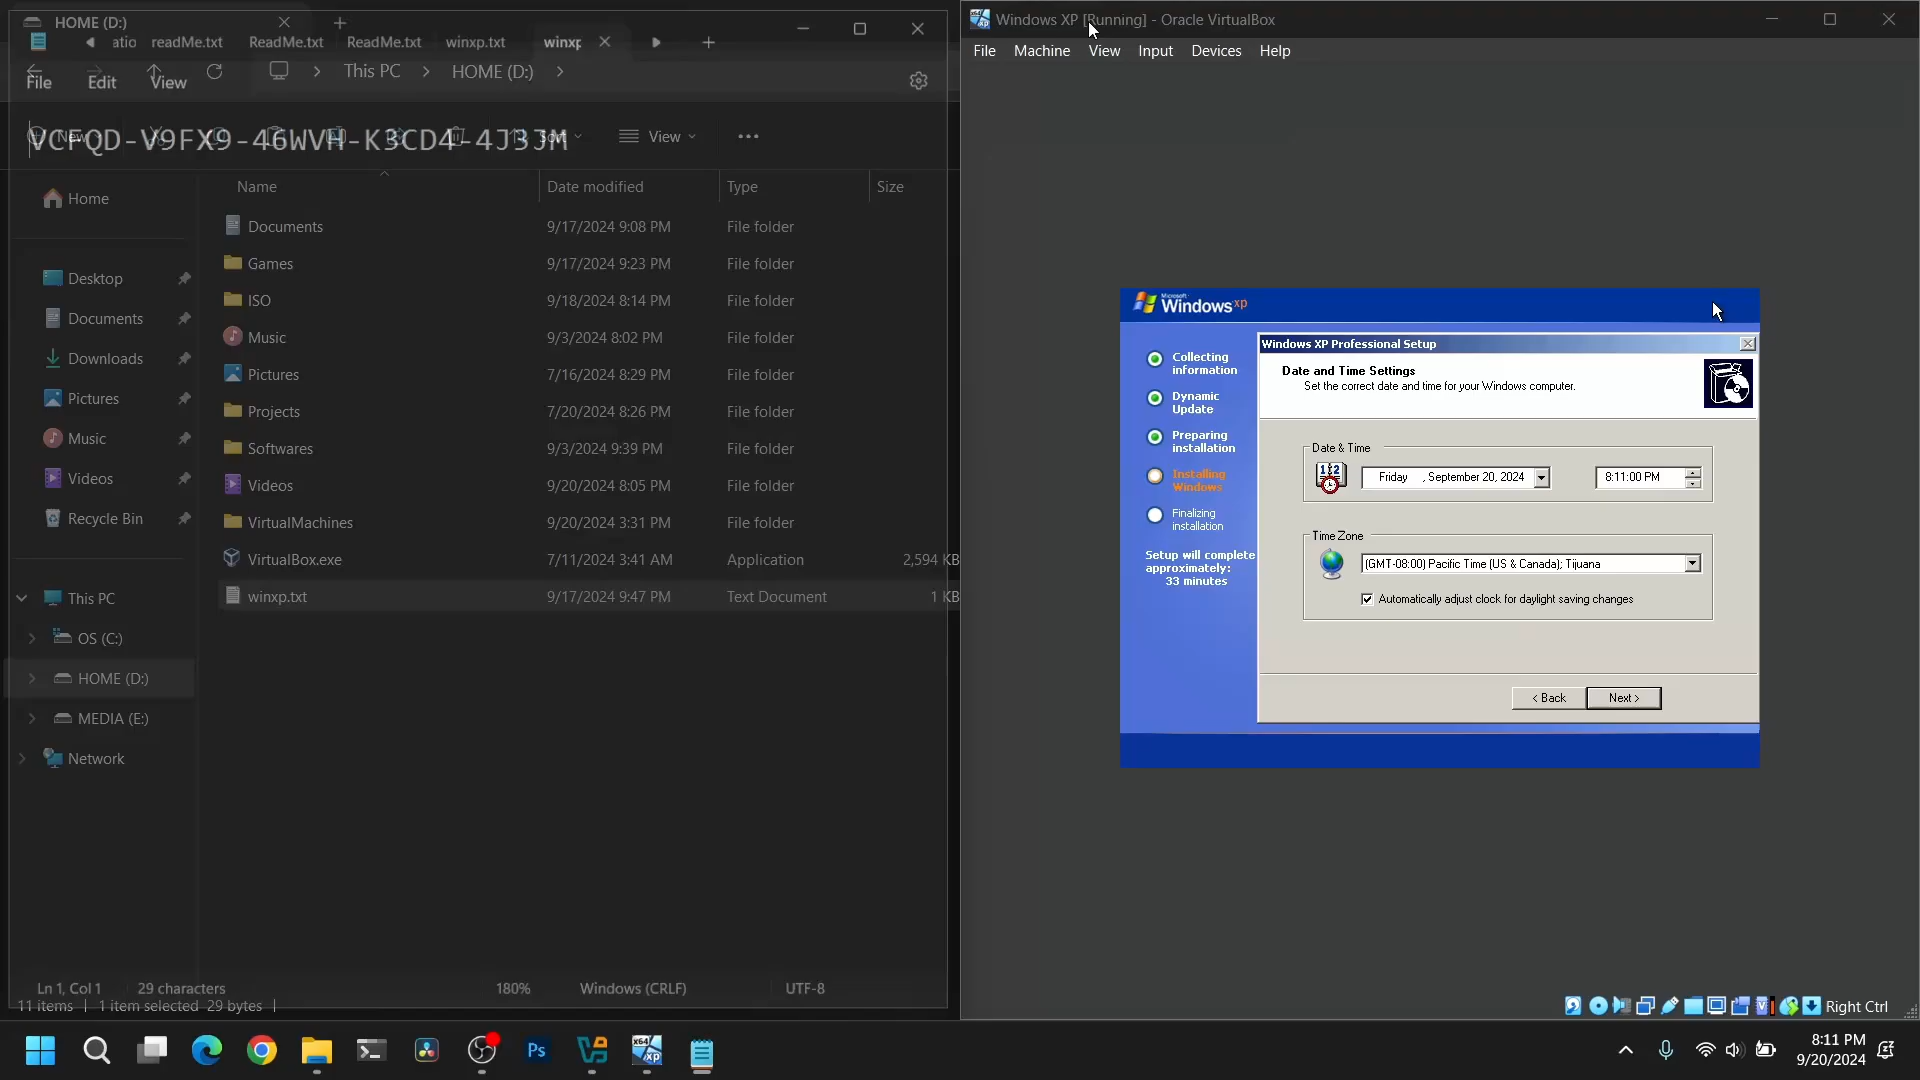 HOME (D:)
atio readMe.txt ReadMe.txt ReadMe.txt winxp.txt winxp
File Edit View
This PC HOME (D:)
New Sort View
VCFQD-V9FX9-46WVH-K3CD4-4J3JM
Name Date modified Type Size
Home
Desktop
Documents
Downloads
Pictures
Music
Videos
Recycle Bin
This PC
OS (C:)
HOME (D:)
MEDIA (E:)
Network
Documents 9/17/2024 9:08 PM File folder
Games 9/17/2024 9:23 PM File folder
ISO 9/18/2024 8:14 PM File folder
Music 9/3/2024 8:02 PM File folder
Pictures 7/16/2024 8:29 PM File folder
Projects 7/20/2024 8:26 PM File folder
Softwares 9/3/2024 9:39 PM File folder
Videos 9/20/2024 8:05 PM File folder
VirtualMachines 9/20/2024 3:31 PM File folder
VirtualBox.exe 7/11/2024 3:41 AM Application 2,594 KB
winxp.txt 9/17/2024 9:47 PM Text Document 1 KB
Ln 1, Col 1 29 characters 180% Windows (CRLF) UTF-8
11 items 1 item selected 29 bytes
Windows XP [Running] - Oracle VirtualBox
File Machine View Input Devices Help
Microsoft
Windows xp
Collecting
information
Dynamic
Update
Preparing
installation
Installing
Windows
Finalizing
installation
Setup will complete
approximately:
33 minutes
Windows XP Professional Setup
Date and Time Settings
Set the correct date and time for your Windows computer.
Date & Time
Friday , September 20, 2024 8:11:00 PM
Time Zone
(GMT-08:00) Pacific Time (US & Canada); Tijuana
Automatically adjust clock for daylight saving changes
< Back Next >
Right Ctrl
Ps
x64
xp
8:11 PM
9/20/2024